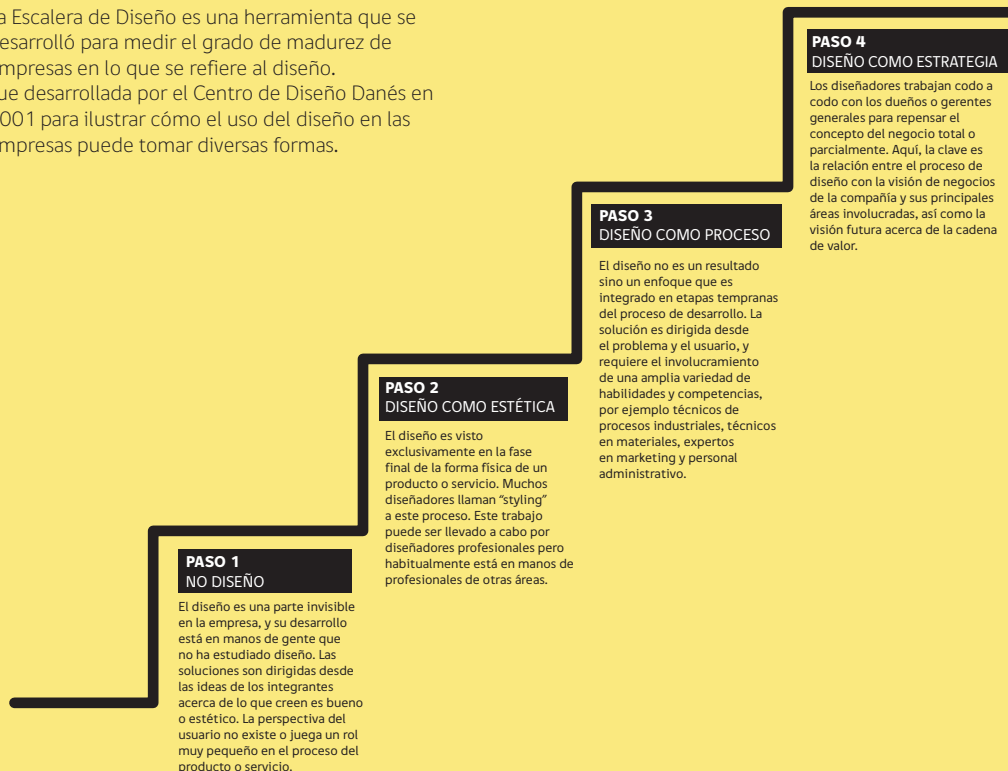 a Escalera de Diseño es una herramienta que se
esarrolló para medir el grado de madurez de
mpresas en lo que se refiere al diseño.
ue desarrollada por el Centro de Diseño Danés en
001 para ilustrar cómo el uso del diseño en las
mpresas puede tomar diversas formas.
PASO 1
NO DISEÑO
El diseño es una parte invisible
en la empresa, y su desarrollo
está en manos de gente que
no ha estudiado diseño. Las
soluciones son dirigidas desde
las ideas de los integrantes
acerca de lo que creen es bueno
o estético. La perspectiva del
usuario no existe o juega un rol
muy pequeño en el proceso del
producto o servicio.
PASO 2
DISEÑO COMO ESTÉTICA
El diseño es visto
exclusivamente en la fase
final de la forma física de un
producto o servicio. Muchos
diseñadores llaman “styling”
a este proceso. Este trabajo
puede ser llevado a cabo por
diseñadores profesionales pero
habitualmente está en manos de
profesionales de otras áreas.
PASO 3
DISEÑO COMO PROCESO
El diseño no es un resultado
sino un enfoque que es
integrado en etapas tempranas
del proceso de desarrollo. La
solución es dirigida desde
el problema y el usuario, y
requiere el involucramiento
de una amplia variedad de
habilidades y competencias,
por ejemplo técnicos de
procesos industriales, técnicos
en materiales, expertos
en marketing y personal
administrativo.
PASO 4
DISEÑO COMO ESTRATEGIA
Los diseñadores trabajan codo a
codo con los dueños o gerentes
generales para repensar el
concepto del negocio total o
parcialmente. Aquí, la clave es
la relación entre el proceso de
diseño con la visión de negocios
de la compañía y sus principales
áreas involucradas, así como la
visión futura acerca de la cadena
de valor.